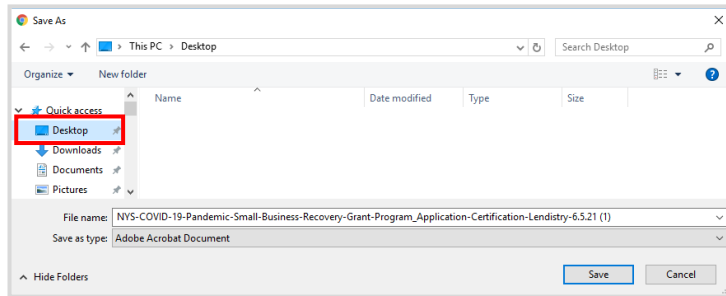 Save As
This PC > Desktop
Search Desktop
Organize New folder
Name Date modified Type Size
Quick access
Desktop
Downloads
Documents
Pictures
File name: NYS-COVID-19-Pandemic-Small-Business-Recovery-Grant-Program_Application-Certification-Lendistry-6.5.21 (1)
Save as type: Adobe Acrobat Document
Hide Folders Save Cancel